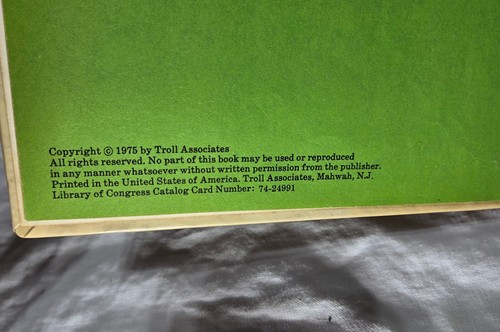 Copyright © 1975 by Troll Associates
All rights reserved. No part of this book may be used or reproduced
in any manner whatsoever without written permission from the publisher.
Printed in the United States of America. Troll Associates, Mahwah, N.J.
Library of Congress Catalog Card Number: 74-24991